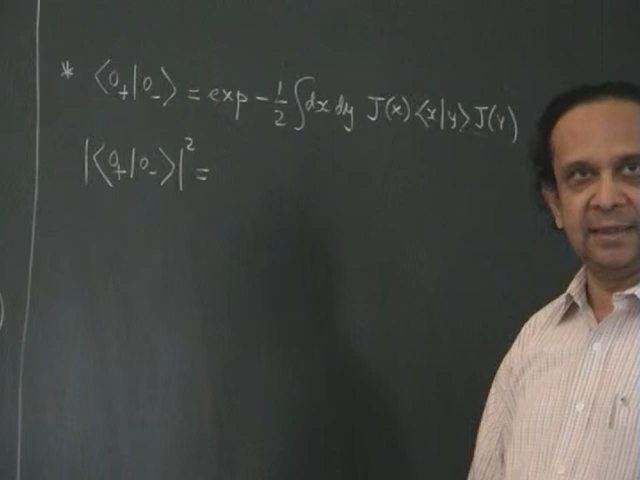 * ⟨0₊|0₋⟩ = exp - 1/2 ∫dx dy J(x) <x|y> J(y)
|⟨0₊|0₋⟩|² =